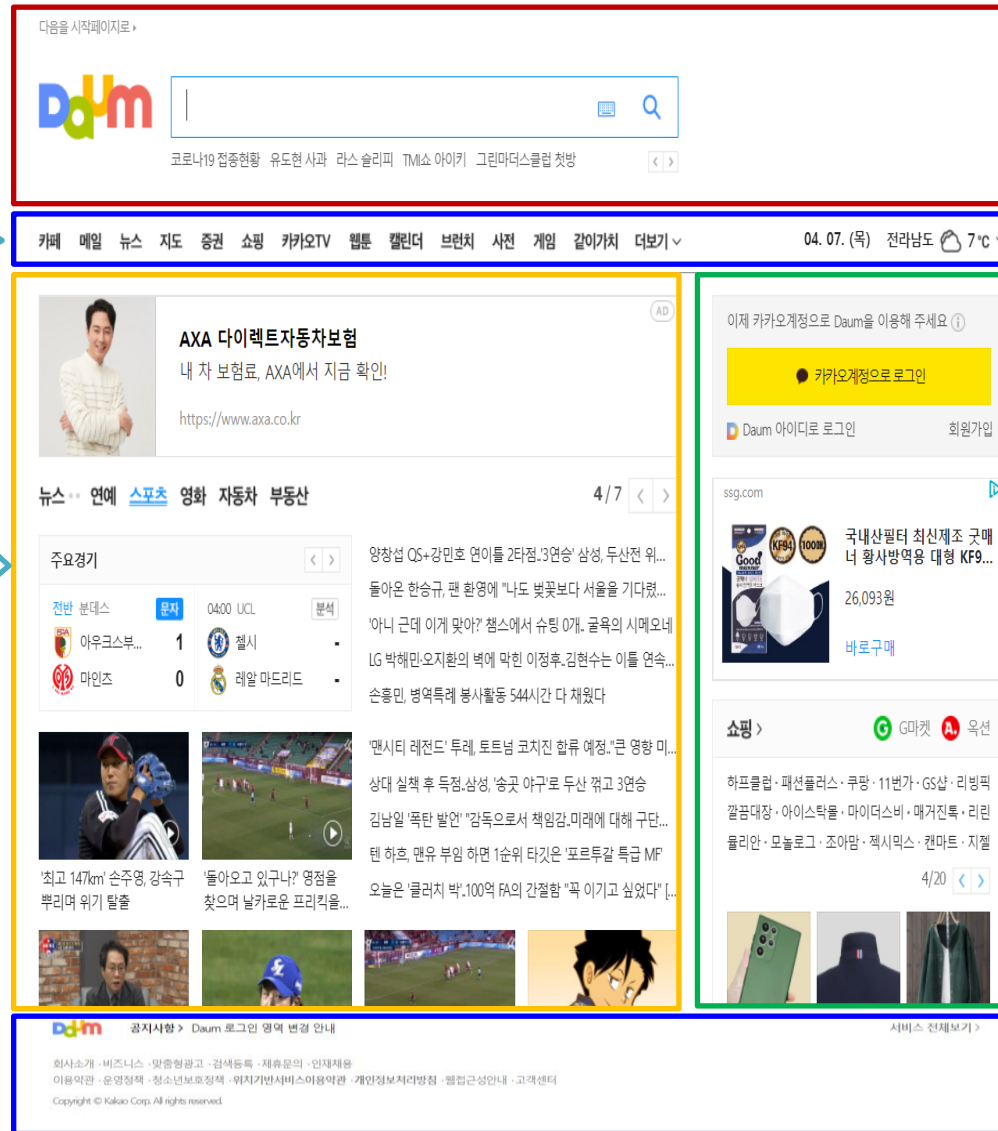 다음을 시작페이지로
Daum
코로나19 접종현황 유도현 사과 라스 슬리피 TMI쇼 아이키 그린마더스클럽 첫방
카페 메일 뉴스 지도 증권 쇼핑 카카오TV 웹툰 캘린더 브런치 사전 게임 같이가치 더보기
04. 07. (목) 전라남도 7℃
AD
AXA 다이렉트자동차보험
내 차 보험료, AXA에서 지금 확인!
https://www.axa.co.kr
뉴스 연예 스포츠 영화 자동차 부동산 4/7
주요경기
전반 분데스 문자
아우크스부... 1
마인츠 0
04:00 UCL 분석
첼시 -
레알 마드리드 -
양창섭 QS+강민호 연이틀 2타점..'3연승' 삼성, 두산전 위...
돌아온 한승규, 팬 환영에 "나도 벚꽃보다 서울을 기다렸...
'아니 근데 이게 맞아?' 챔스에서 슈팅 0개.. 굴욕의 시메오네
LG 박해민·오지환의 벽에 막힌 이정후..김현수는 이틀 연속...
손흥민, 병역특례 봉사활동 544시간 다 채웠다
'맨시티 레전드' 투레, 토트넘 코치진 합류 예정.."큰 영향 미...
상대 실책 후 득점..삼성, '송곳 야구'로 두산 꺾고 3연승
김남일 '폭탄 발언' "감독으로서 책임감..미래에 대해 구단...
텐 하흐, 맨유 부임 하면 1순위 타깃은 '포르투갈 특급 MF'
오늘은 '클러치 박'..100억 FA의 간절함 "꼭 이기고 싶었다" [...
'최고 147km' 손주영, 강속구
뿌리며 위기 탈출
'돌아오고 있구나?' 영점을
찾으며 날카로운 프리킥을...
이제 카카오계정으로 Daum을 이용해 주세요
카카오계정으로 로그인
Daum 아이디로 로그인 회원가입
ssg.com
Good
manner
KF94
100매
국내산필터 최신제조 굿매
너 황사방역용 대형 KF9...
26,093원
바로구매
쇼핑 > G G마켓 A. 옥션
하프클럽 · 패션플러스 · 쿠팡 · 11번가 · GS샵 · 리빙픽
깔끔대장 · 아이스탁몰 · 마이더스비 · 매거진톡 · 리린
률리안 · 모놀로그 · 조아맘 · 젝시믹스 · 캔마트 · 지젤
4/20
Daum 공지사항 > Daum 로그인 영역 변경 안내 서비스 전체보기 >
회사소개 · 비즈니스 · 맞춤형광고 · 검색등록 · 제휴문의 · 인재채용
이용약관 · 운영정책 · 청소년보호정책 · 위치기반서비스이용약관 · 개인정보처리방침 · 웹접근성안내 · 고객센터
Copyright © Kakao Corp. All rights reserved.